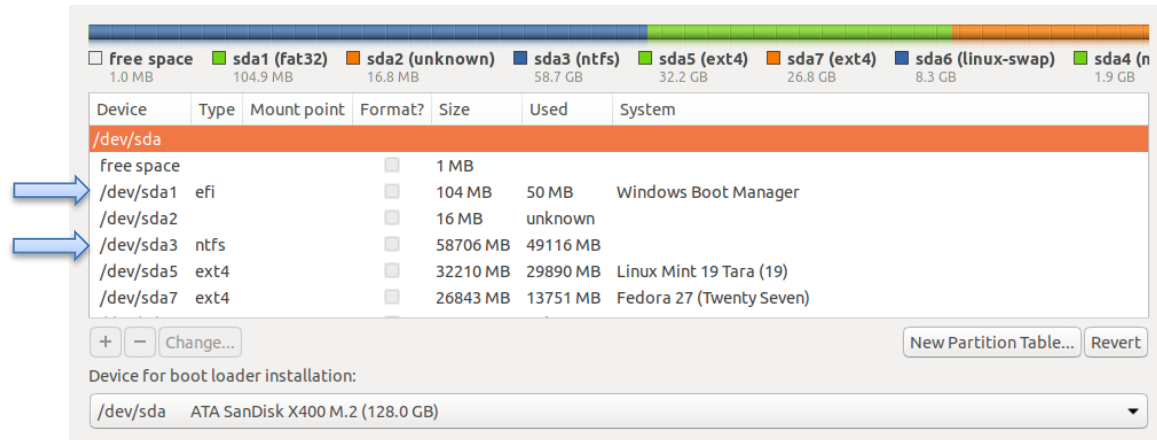 free space sda1 (fat32) sda2 (unknown) sda3 (ntfs) sda5 (ext4) sda7 (ext4) sda6 (linux-swap) sda4 (n
1.0 MB 104.9 MB 16.8 MB 58.7 GB 32.2 GB 26.8 GB 8.3 GB 1.9 GB
Device Type Mount point Format? Size Used System
/dev/sda
free space 1 MB
/dev/sda1 efi 104 MB 50 MB Windows Boot Manager
/dev/sda2 16 MB unknown
/dev/sda3 ntfs 58706 MB 49116 MB
/dev/sda5 ext4 32210 MB 29890 MB Linux Mint 19 Tara (19)
/dev/sda7 ext4 26843 MB 13751 MB Fedora 27 (Twenty Seven)
+ − Change... New Partition Table... Revert
Device for boot loader installation:
/dev/sda ATA SanDisk X400 M.2 (128.0 GB)